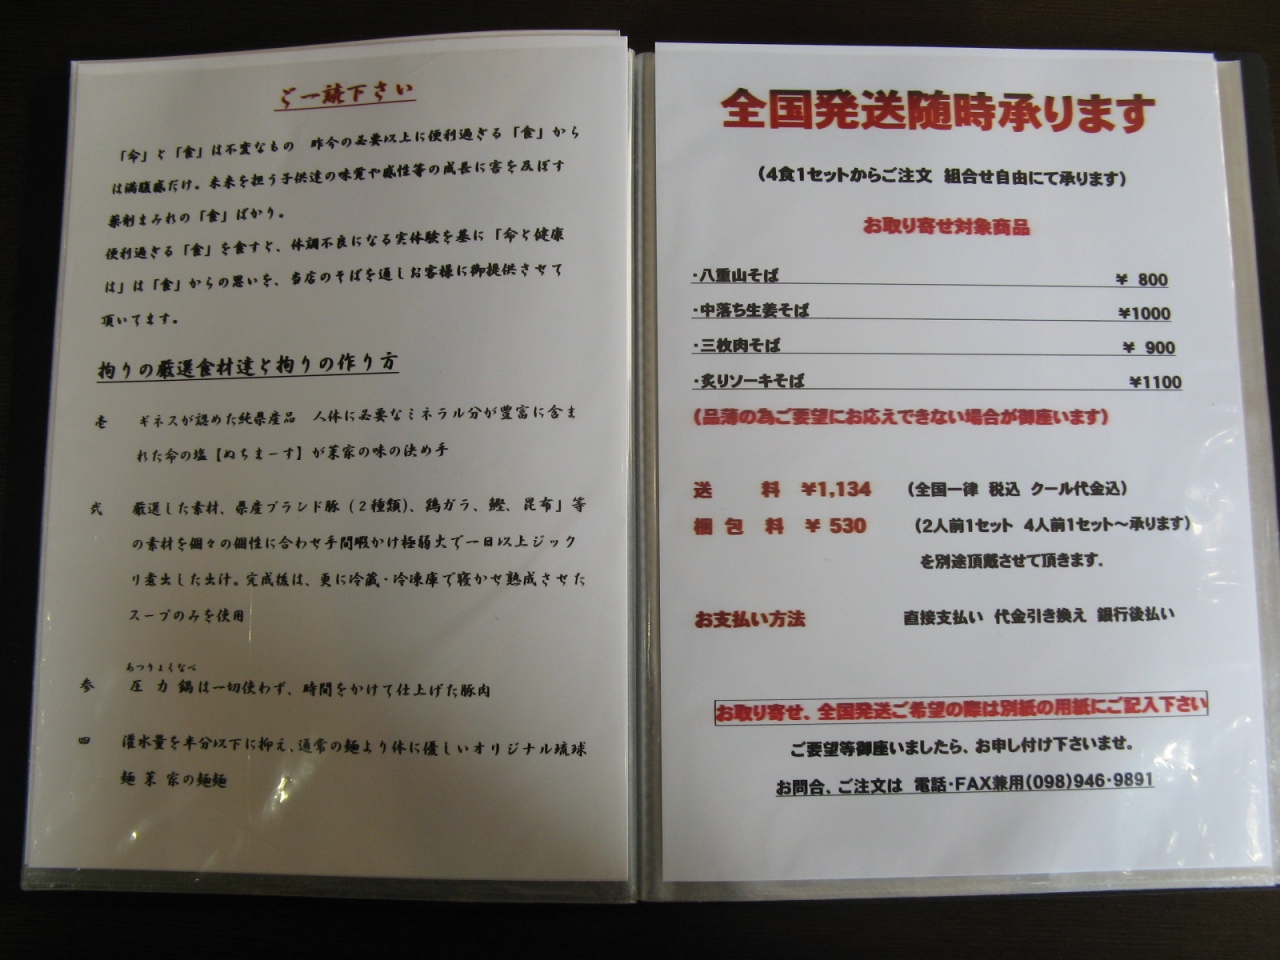 ご一読下さい
「命」と「食」は不変なもの　昨今の必要以上に便利過ぎる「食」から
は満腹感だけ。未来を担う子供達の味覚や感性等の成長に害を及ぼす
薬剤まみれの「食」ばかり。
便利過ぎる「食」を食すと、体調不良になる実体験を基に「命と健康
は」は「食」からの思いを、当店のそばを通しお客様に御提供させて
頂いてます。
拘りの厳選食材達と拘りの作り方
壱　ギネスが認めた純県産品　人体に必要なミネラル分が豊富に含ま
れた命の塩【ぬちまーす】が菜家の味の決め手
弐　厳選した素材、県産ブランド豚（2種類）、鶏ガラ、鰹、昆布」等
の素材を個々の個性に合わせ手間暇かけ極弱火で一日以上ジック
リ煮出した出汁。完成後は、更に冷蔵・冷凍庫で寝かせ熟成させた
スープのみを使用
あつりょくなべ
参　圧 力 鍋は一切使わず、時間をかけて仕上げた豚肉
四　灌水量を半分以下に抑え、通常の麺より体に優しいオリジナル琉球
麺 菜 家の麺麺
全国発送随時承ります
（4食1セットからご注文　組合せ自由にて承ります）
お取り寄せ対象商品
・八重山そば　¥ 800
・中落ち生姜そば　¥1000
・三枚肉そば　¥ 900
・炙りソーキそば　¥1100
（品薄の為ご要望にお応えできない場合が御座います）
送　料　¥1,134　（全国一律　税込　クール代金込）
梱 包 料　¥ 530　（2人前1セット　4人前1セット～承ります）
を別途頂戴させて頂きます.
お支払い方法　直接支払い　代金引き換え　銀行後払い
お取り寄せ、全国発送ご希望の際は別紙の用紙にご記入下さい
ご要望等御座いましたら、お申し付け下さいませ。
お問合、ご注文は　電話・FAX兼用(098)946-9891